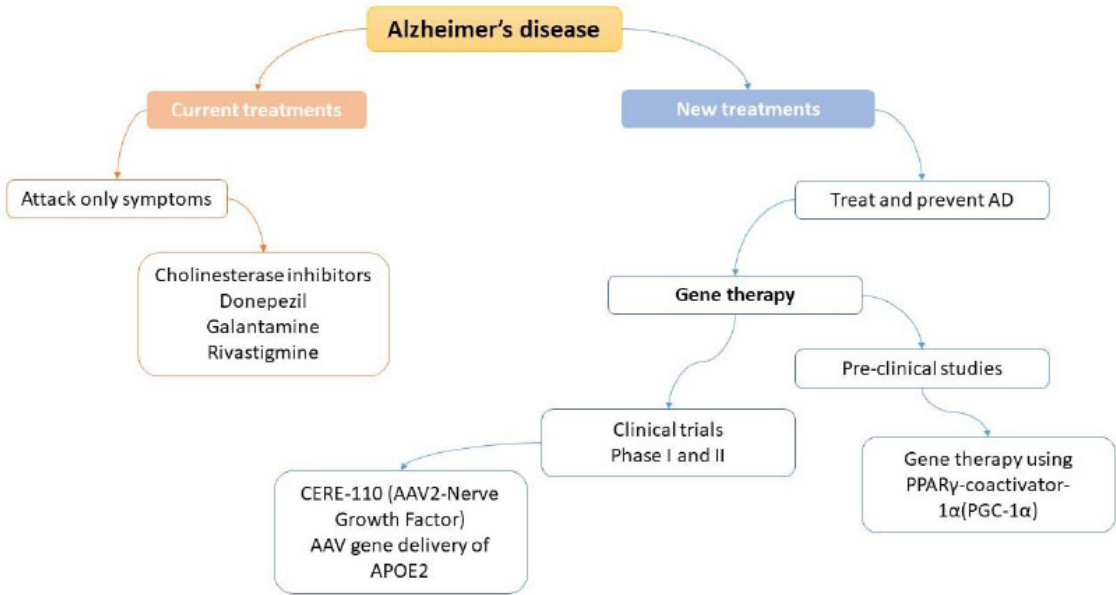 Alzheimer's disease
Current treatments
New treatments
Attack only symptoms
Treat and prevent AD
Cholinesterase inhibitors
Donepezil
Galantamine
Rivastigmine
Gene therapy
Pre-clinical studies
Clinical trials
Phase I and II
Gene therapy using
PPARγ-coactivator-
1α(PGC-1α)
CERE-110 (AAV2-Nerve
Growth Factor)
AAV gene delivery of
APOE2